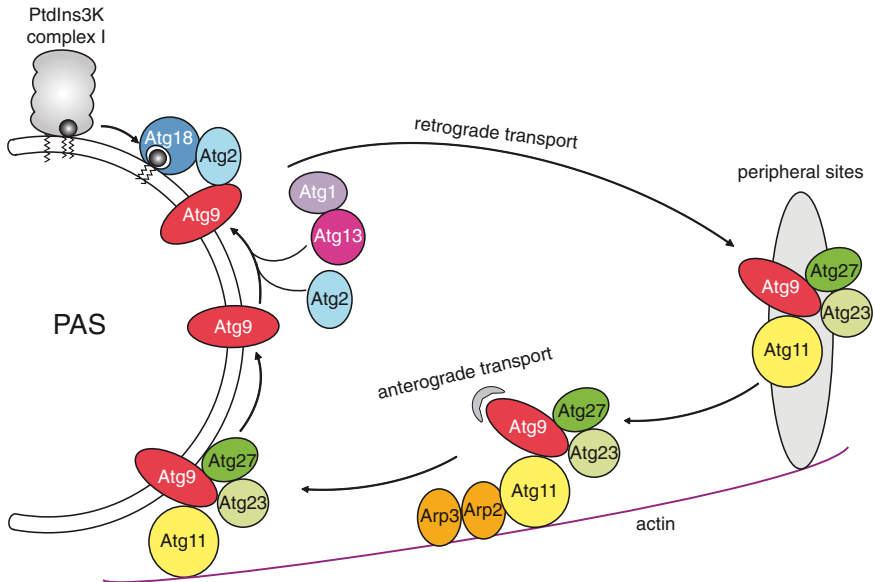 PtdIns3K
complex I
Atg18
Atg2
Atg9
retrograde transport
Atg1
Atg13
Atg2
peripheral sites
Atg9
Atg27
Atg23
Atg11
PAS
Atg9
anterograde transport
Atg9
Atg27
Atg23
Atg11
Arp3
Arp2
Atg9
Atg27
Atg23
Atg11
actin